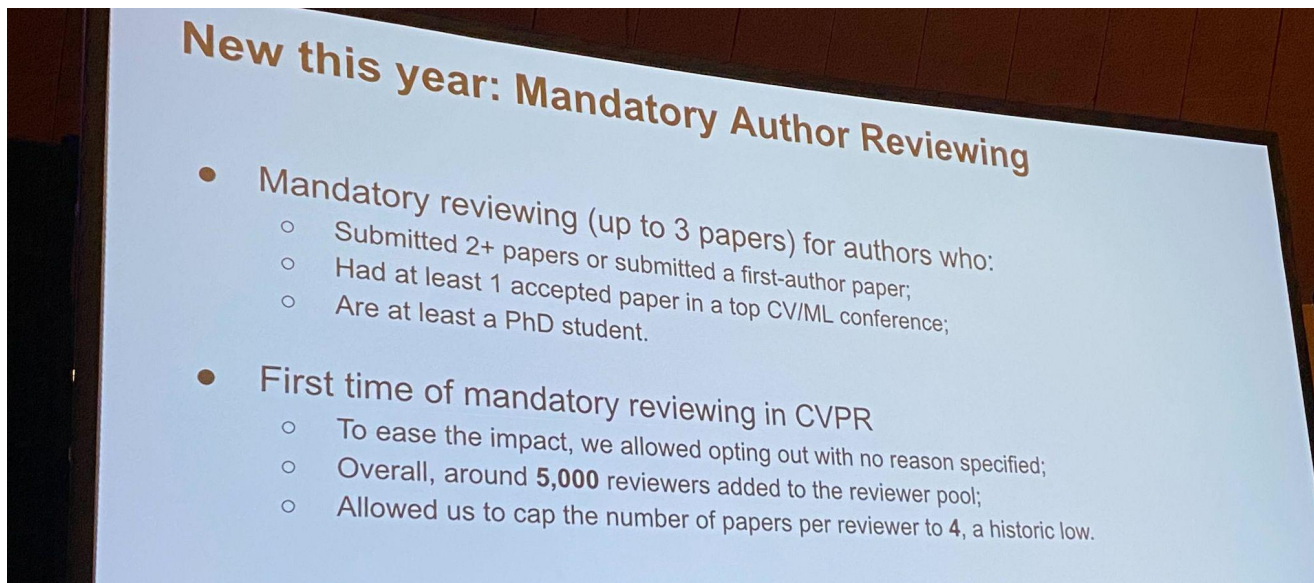 New this year: Mandatory Author Reviewing
● Mandatory reviewing (up to 3 papers) for authors who:
○ Submitted 2+ papers or submitted a first-author paper;
○ Had at least 1 accepted paper in a top CV/ML conference;
○ Are at least a PhD student.
● First time of mandatory reviewing in CVPR
○ To ease the impact, we allowed opting out with no reason specified;
○ Overall, around 5,000 reviewers added to the reviewer pool;
○ Allowed us to cap the number of papers per reviewer to 4, a historic low.